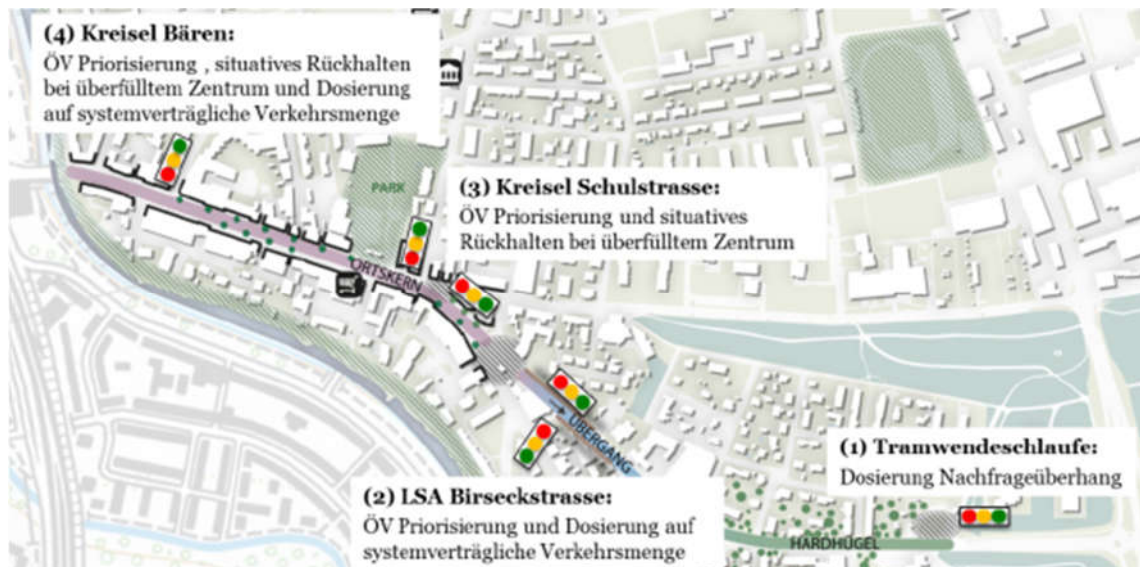 (4) Kreisel Bären:
ÖV Priorisierung , situatives Rückhalten
bei überfülltem Zentrum und Dosierung
auf systemverträgliche Verkehrsmenge
PARK
(3) Kreisel Schulstrasse:
ÖV Priorisierung und situatives
Rückhalten bei überfülltem Zentrum
ORTSKERN
ÜBERGANG
(1) Tramwendeschlaufe:
Dosierung Nachfrageüberhang
(2) LSA Birseckstrasse:
ÖV Priorisierung und Dosierung auf
systemverträgliche Verkehrsmenge
HARDHÜGEL